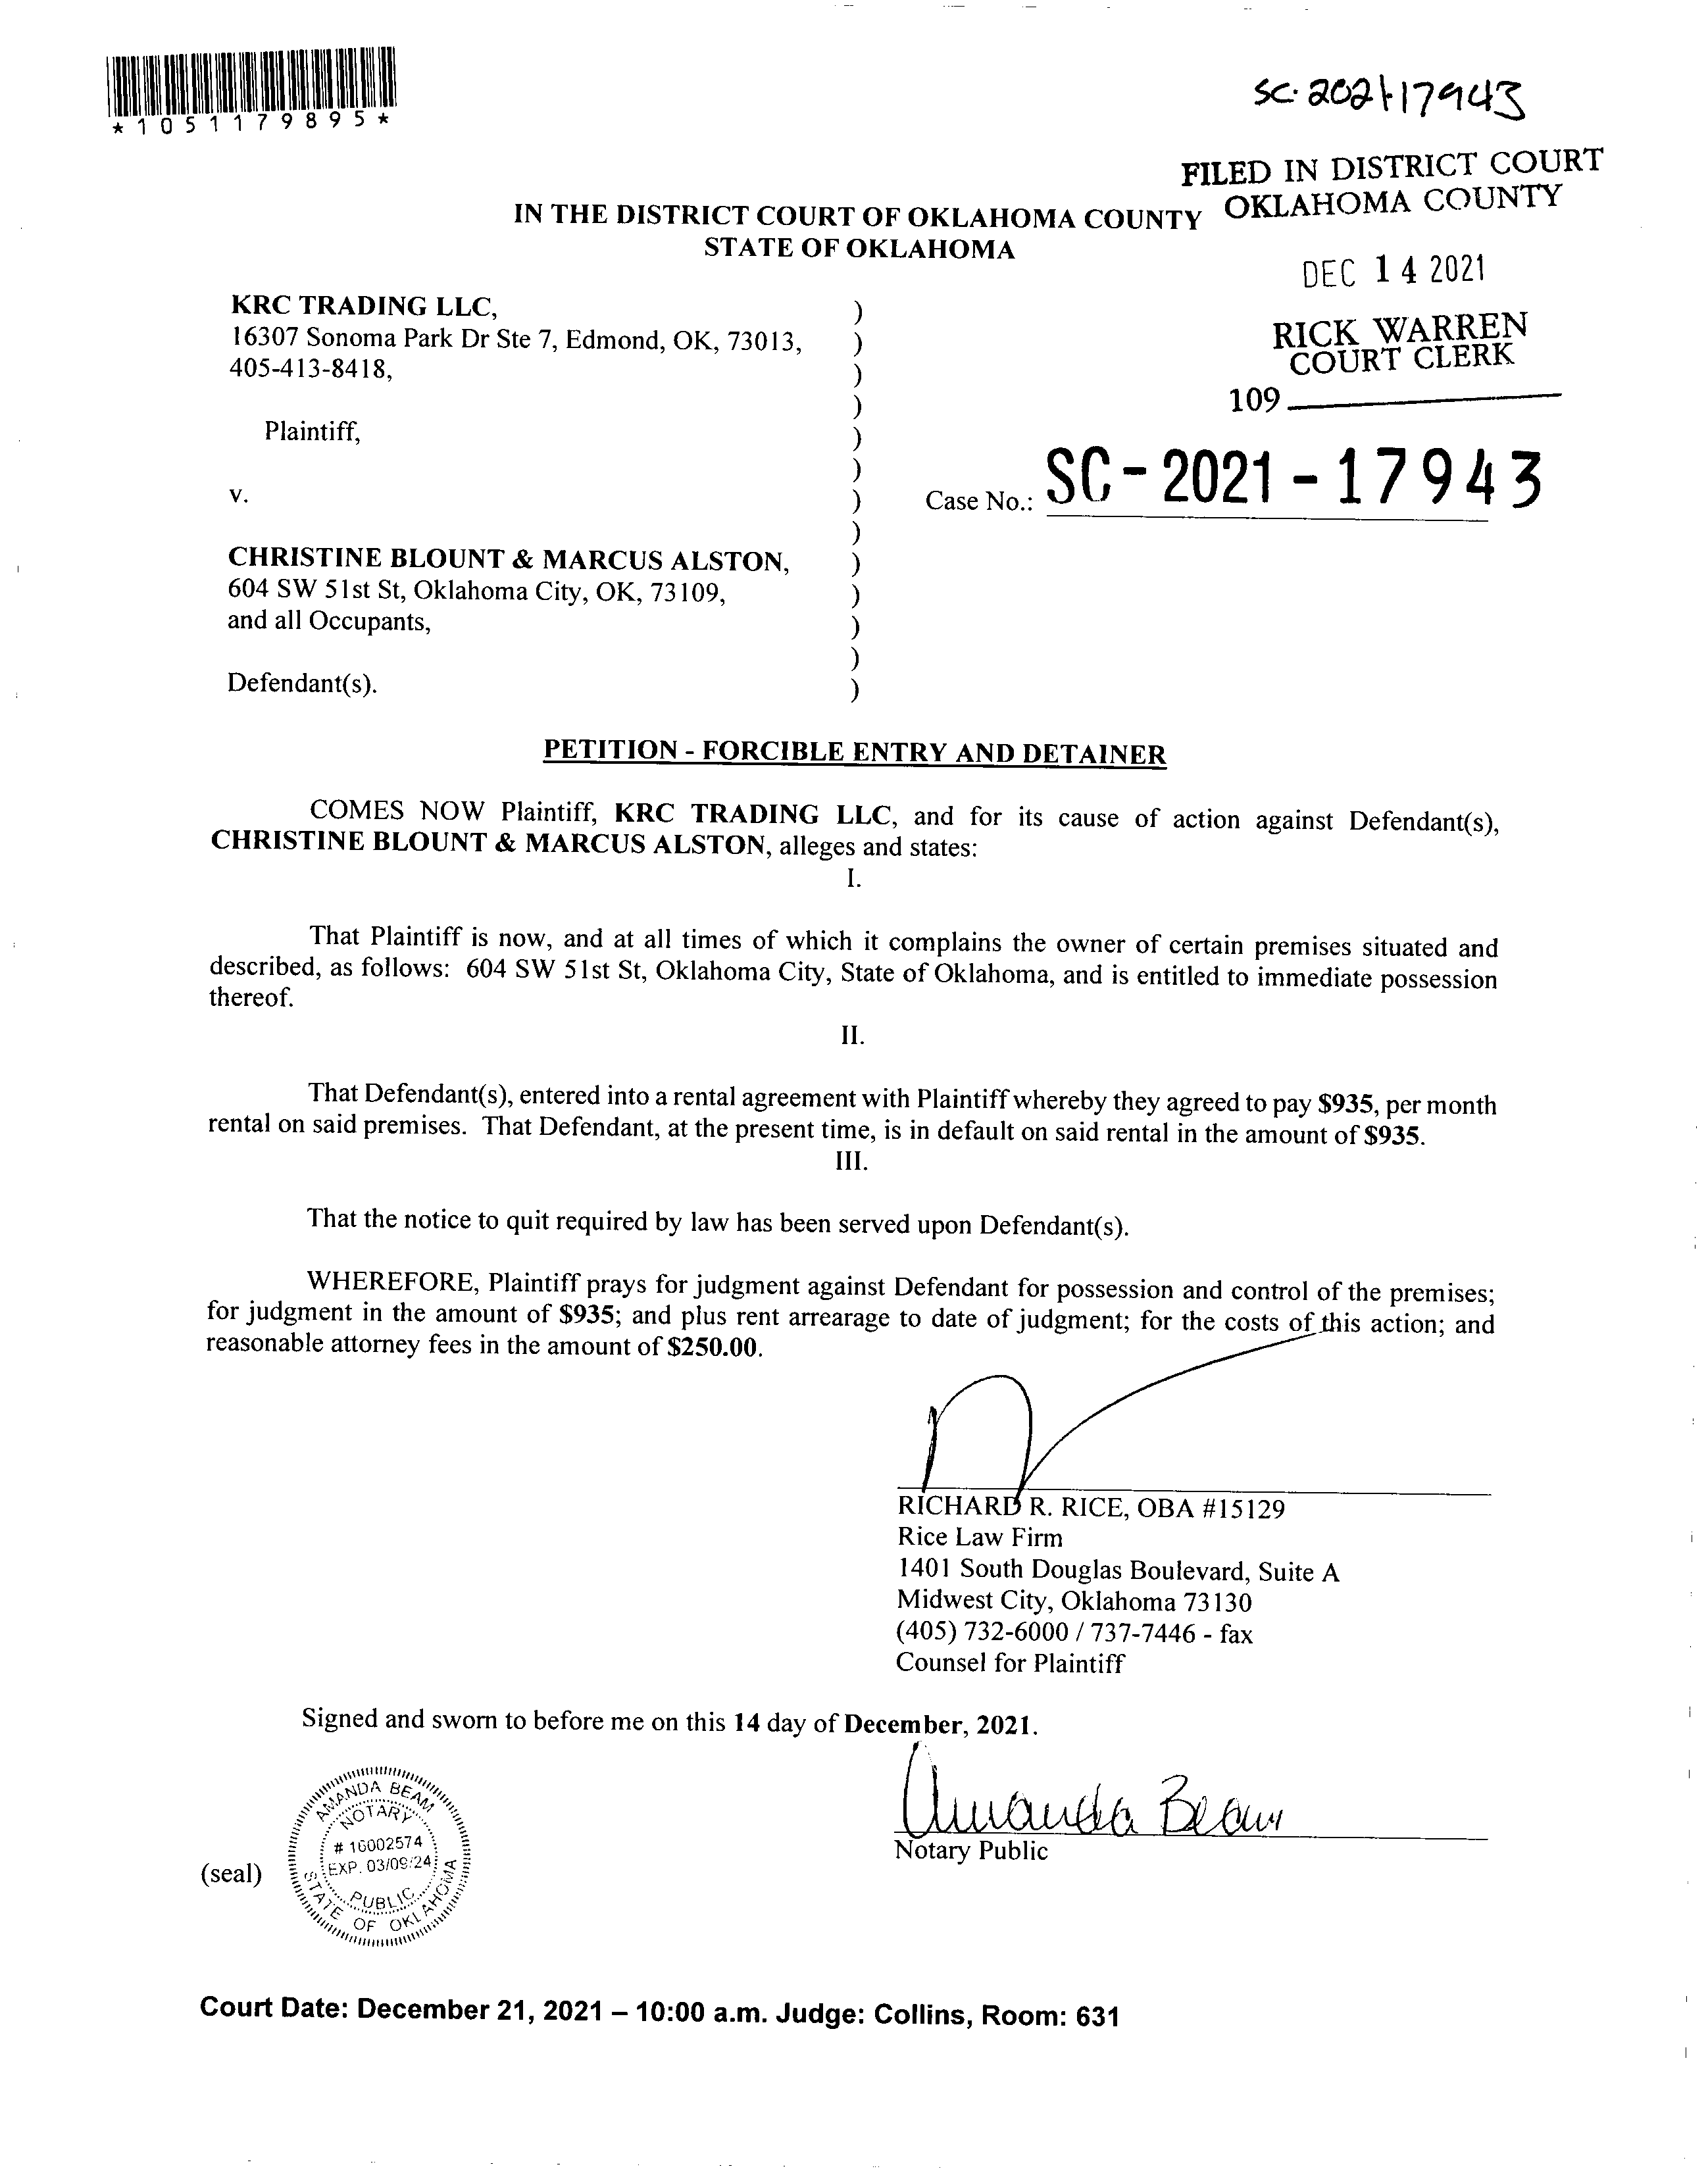 *1051179895*
SC-2021-17943
FILED IN DISTRICT COURT
OKLAHOMA COUNTY
IN THE DISTRICT COURT OF OKLAHOMA COUNTY
STATE OF OKLAHOMA
DEC 14 2021
RICK WARREN
COURT CLERK
109
KRC TRADING LLC,
16307 Sonoma Park Dr Ste 7, Edmond, OK, 73013,
405-413-8418,
Plaintiff,
v.
Case No.: SC-2021-17943
CHRISTINE BLOUNT & MARCUS ALSTON,
604 SW 51st St, Oklahoma City, OK, 73109,
and all Occupants,
Defendant(s).
)
)
)
)
)
)
)
)
)
)
)
)
)
PETITION - FORCIBLE ENTRY AND DETAINER
COMES NOW Plaintiff, KRC TRADING LLC, and for its cause of action against Defendant(s),
CHRISTINE BLOUNT & MARCUS ALSTON, alleges and states:
I.
That Plaintiff is now, and at all times of which it complains the owner of certain premises situated and
described, as follows: 604 SW 51st St, Oklahoma City, State of Oklahoma, and is entitled to immediate possession
thereof.
II.
That Defendant(s), entered into a rental agreement with Plaintiff whereby they agreed to pay $935, per month
rental on said premises. That Defendant, at the present time, is in default on said rental in the amount of $935.
III.
That the notice to quit required by law has been served upon Defendant(s).
WHEREFORE, Plaintiff prays for judgment against Defendant for possession and control of the premises;
for judgment in the amount of $935; and plus rent arrearage to date of judgment; for the costs of this action; and
reasonable attorney fees in the amount of $250.00.
RICHARD R. RICE, OBA #15129
Rice Law Firm
1401 South Douglas Boulevard, Suite A
Midwest City, Oklahoma 73130
(405) 732-6000 / 737-7446 - fax
Counsel for Plaintiff
Signed and sworn to before me on this 14 day of December, 2021.
Amanda Beam
Notary Public
(seal)
AMANDA BEAM
NOTARY
# 16002574
EXP. 03/09/24
PUBLIC
STATE OF OKLAHOMA
Court Date: December 21, 2021 – 10:00 a.m. Judge: Collins, Room: 631